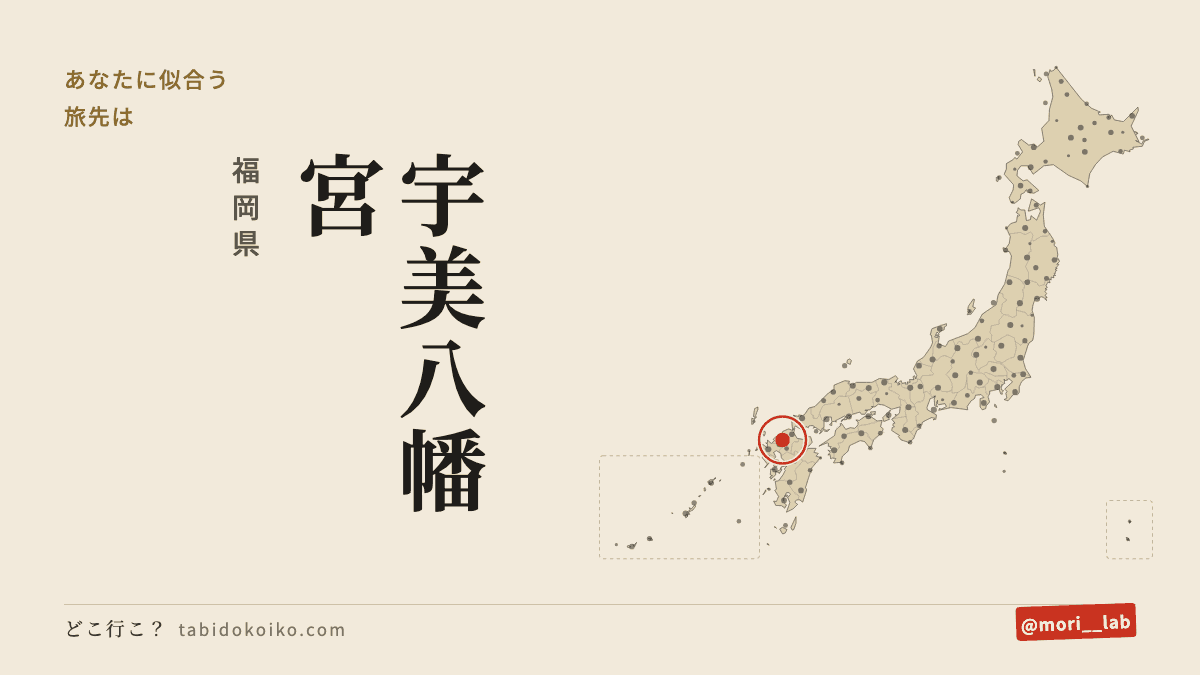 あなたに似合う
旅先は
宇美八幡
宮
福岡県
どこ行こ？ tabidokoiko.com
@mori__lab